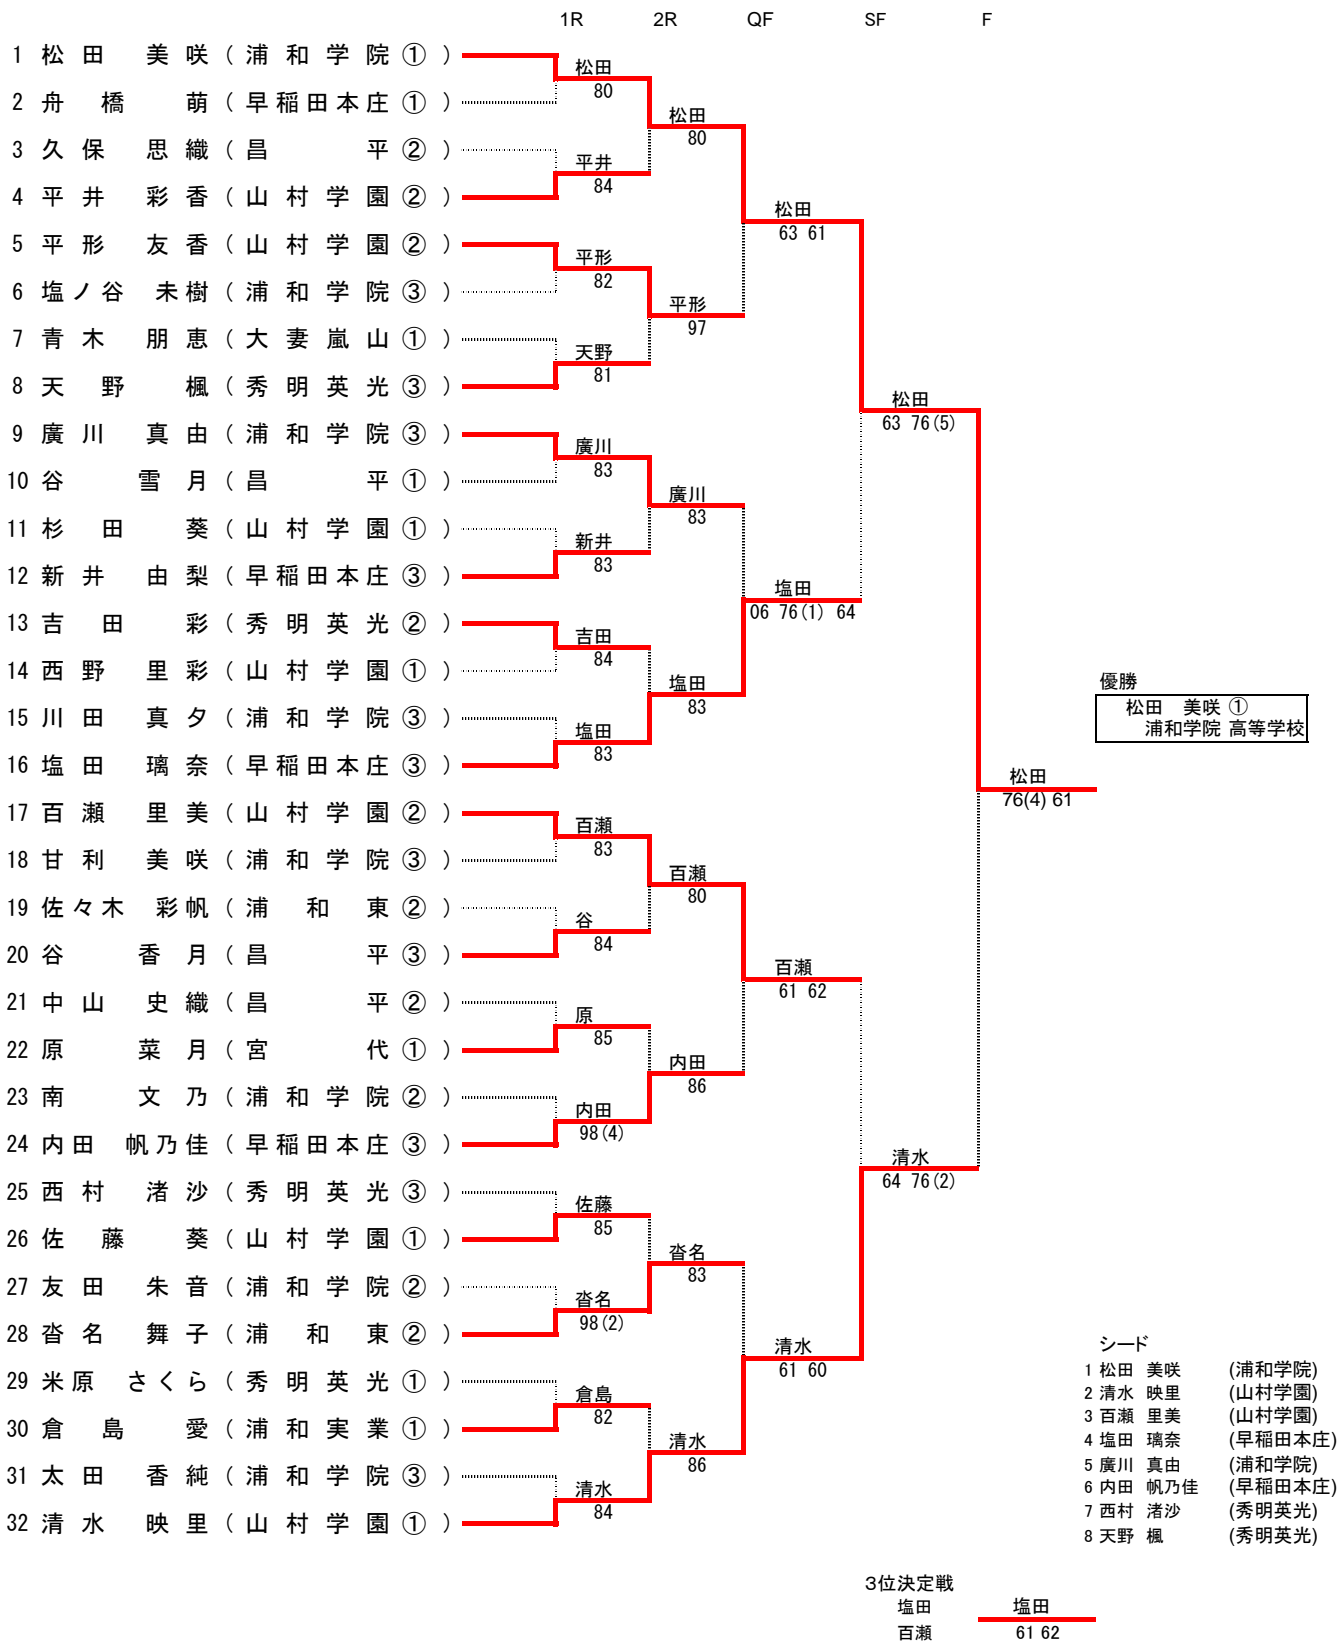 1R 2R QF SF F
1 松田 美咲 ( 浦和学院 ① )
松田
80
2 舟橋 萌 ( 早稲田本庄 ① )
松田
80
3 久保 思織 ( 昌平 ② )
平井
84
4 平井 彩香 ( 山村学園 ② )
松田
63 61
5 平形 友香 ( 山村学園 ② )
平形
82
6 塩ノ谷 未樹 ( 浦和学院 ③ )
平形
97
7 青木 朋恵 ( 大妻嵐山 ① )
天野
81
8 天野 楓 ( 秀明英光 ③ )
松田
63 76(5)
9 廣川 真由 ( 浦和学院 ③ )
廣川
83
10 谷 雪月 ( 昌平 ① )
廣川
83
11 杉田 葵 ( 山村学園 ① )
新井
83
12 新井 由梨 ( 早稲田本庄 ③ )
塩田
06 76(1) 64
13 吉田 彩 ( 秀明英光 ② )
吉田
84
14 西野 里彩 ( 山村学園 ① )
塩田
83
15 川田 真夕 ( 浦和学院 ③ )
塩田
83
16 塩田 璃奈 ( 早稲田本庄 ③ )
優勝
松田 美咲 ①
浦和学院 高等学校
松田
76(4) 61
17 百瀬 里美 ( 山村学園 ② )
百瀬
83
18 甘利 美咲 ( 浦和学院 ③ )
百瀬
80
19 佐々木 彩帆 ( 浦和東 ② )
谷
84
20 谷 香月 ( 昌平 ③ )
百瀬
61 62
21 中山 史織 ( 昌平 ② )
原
85
22 原 菜月 ( 宮代 ① )
内田
86
23 南 文乃 ( 浦和学院 ② )
内田
98(4)
24 内田 帆乃佳 ( 早稲田本庄 ③ )
清水
64 76(2)
25 西村 渚沙 ( 秀明英光 ③ )
佐藤
85
26 佐藤 葵 ( 山村学園 ① )
沓名
83
27 友田 朱音 ( 浦和学院 ② )
沓名
98(2)
28 沓名 舞子 ( 浦和東 ② )
清水
61 60
29 米原 さくら ( 秀明英光 ① )
倉島
82
30 倉島 愛 ( 浦和実業 ① )
清水
86
31 太田 香純 ( 浦和学院 ③ )
清水
84
32 清水 映里 ( 山村学園 ① )
シード
1 松田 美咲 (浦和学院)
2 清水 映里 (山村学園)
3 百瀬 里美 (山村学園)
4 塩田 璃奈 (早稲田本庄)
5 廣川 真由 (浦和学院)
6 内田 帆乃佳 (早稲田本庄)
7 西村 渚沙 (秀明英光)
8 天野 楓 (秀明英光)
3位決定戦
塩田 塩田
百瀬 61 62